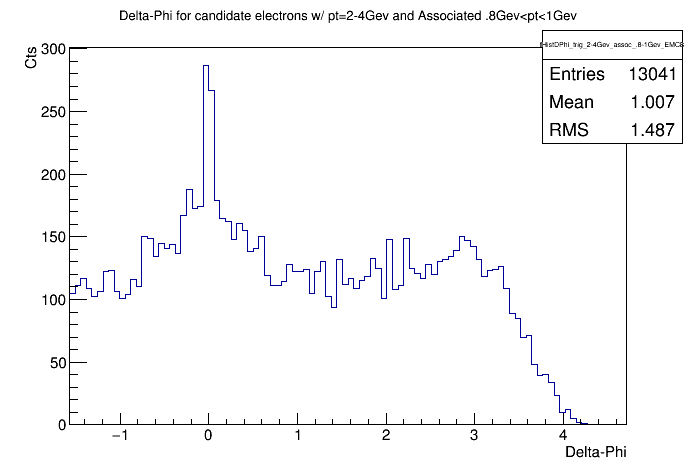 Delta-Phi for candidate electrons w/ pt=2-4Gev and Associated .8Gev<pt<1Gev
HistDPhi_trig_2-4Gev_assoc_.8-1Gev_EMC8
Entries 13041
Mean 1.007
RMS 1.487
Cts
300
250
200
150
100
50
0
−1 0 1 2 3 4
Delta-Phi